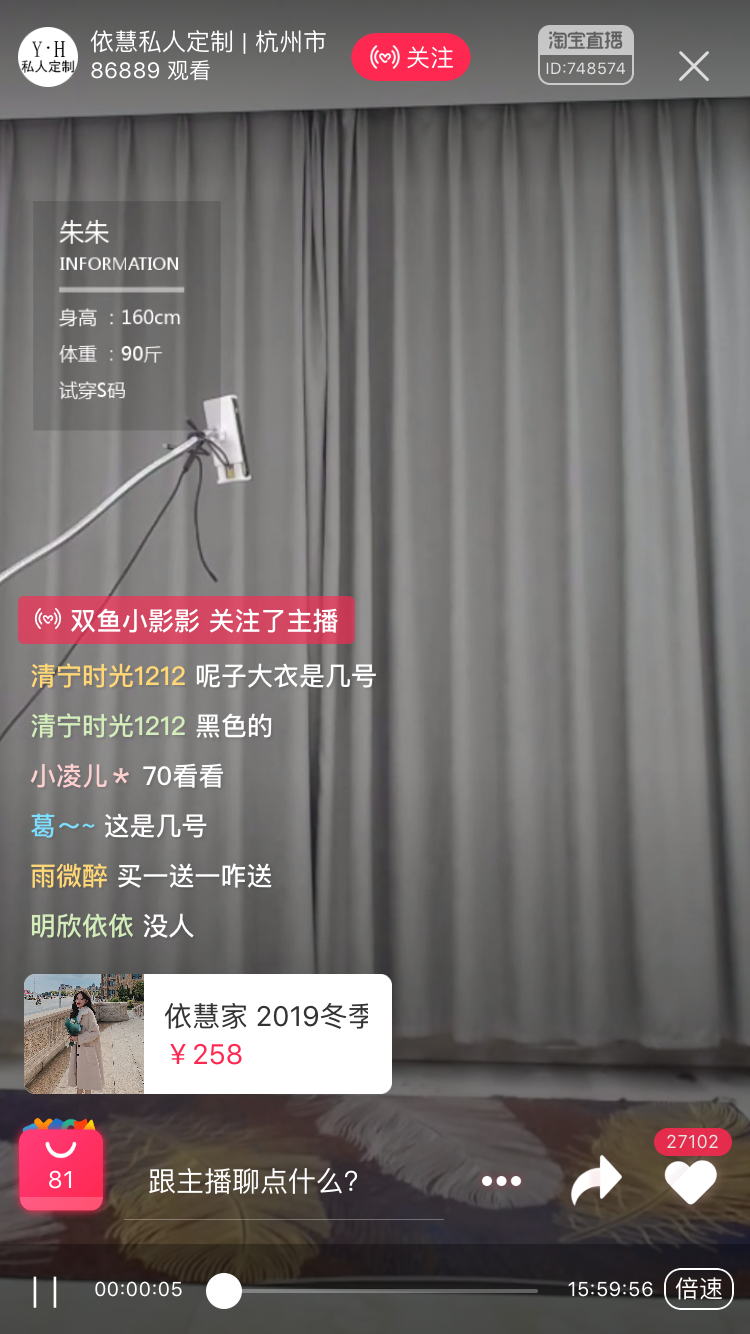 Y·H
私人定制
依慧私人定制 | 杭州市
86889 观看
关注
淘宝直播
ID:748574
朱朱
INFORMATION
身高 : 160cm
体重 : 90斤
试穿S码
双鱼小影影 关注了主播
清宁时光1212 呢子大衣是几号
清宁时光1212 黑色的
小凌儿* 70看看
葛～~ 这是几号
雨微醉 买一送一咋送
明欣依依 没人
依慧家 2019冬季
¥258
81
跟主播聊点什么?
27102
00:00:05
15:59:56
倍速